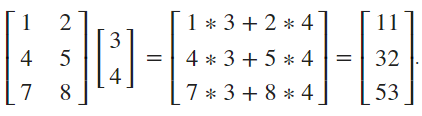 1 2 1 * 3 + 2 * 4 11
4 5 3 = 4 * 3 + 5 * 4 = 32 .
7 8 4 7 * 3 + 8 * 4 53